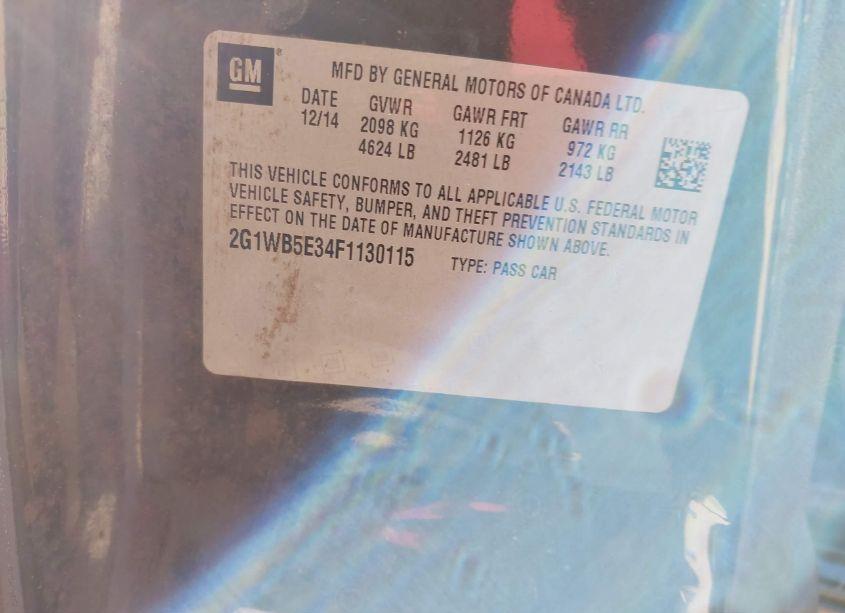 GM
MFD BY GENERAL MOTORS OF CANADA LTD.
DATE GVWR GAWR FRT GAWR RR
12/14 2098 KG 1126 KG 972 KG
4624 LB 2481 LB 2143 LB
THIS VEHICLE CONFORMS TO ALL APPLICABLE U.S. FEDERAL MOTOR
VEHICLE SAFETY, BUMPER, AND THEFT PREVENTION STANDARDS IN
EFFECT ON THE DATE OF MANUFACTURE SHOWN ABOVE.
2G1WB5E34F1130115 TYPE: PASS CAR